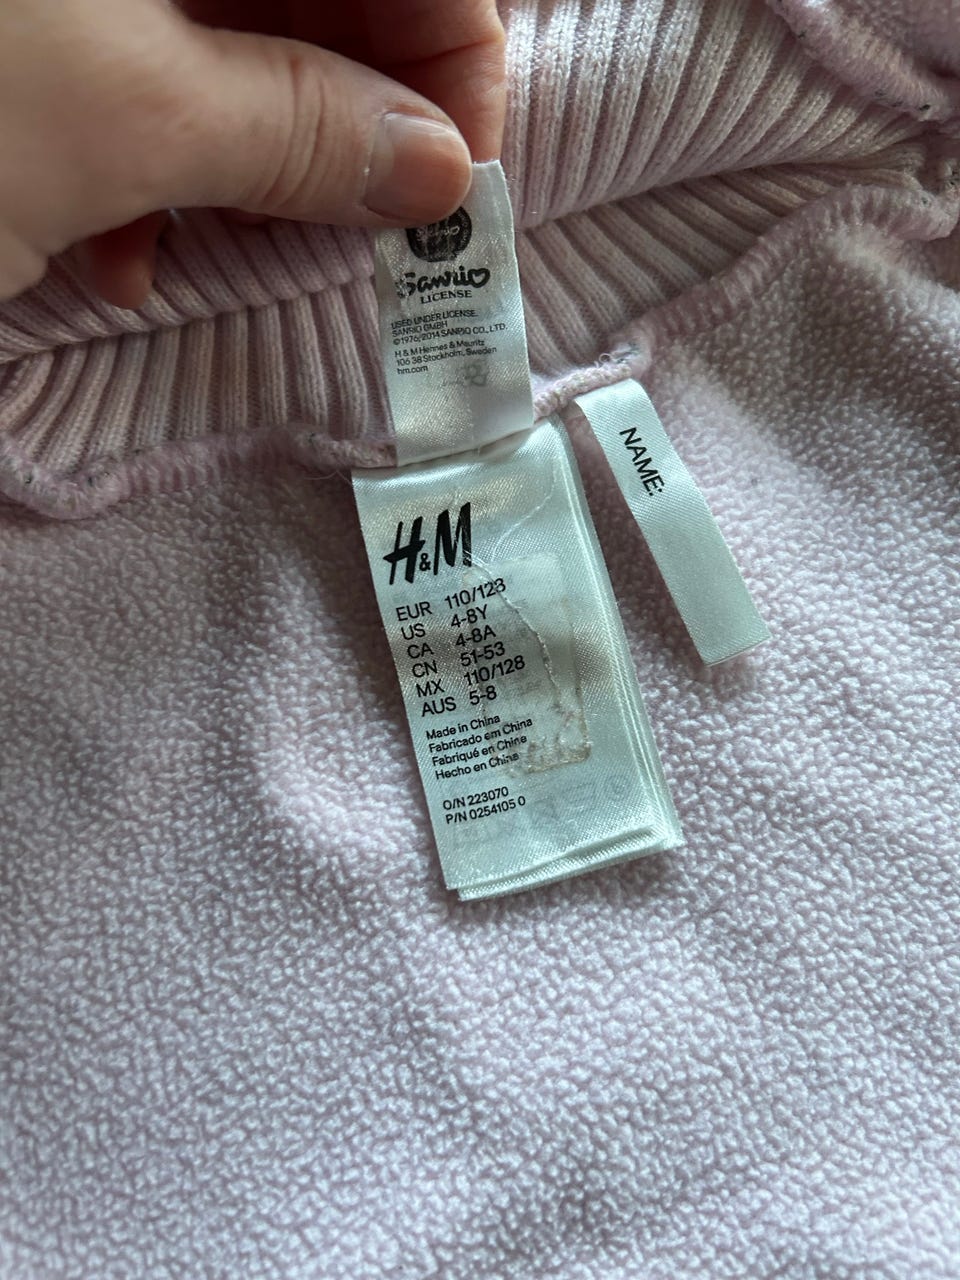 Sanrio
LICENSE
USED UNDER LICENSE.
SANRIO GMBH
©1976, 2014 SANRIO CO., LTD.
H & M Hennes & Mauritz
106 38 Stockholm, Sweden
hm.com
NAME:
H&M
EUR 110/128
US 4-8Y
CA 4-8A
CN 51-53
MX 110/128
AUS 5-8
Made in China
Fabricado em China
Fabriqué en Chine
Hecho en China
O/N 223070
P/N 0254105 0